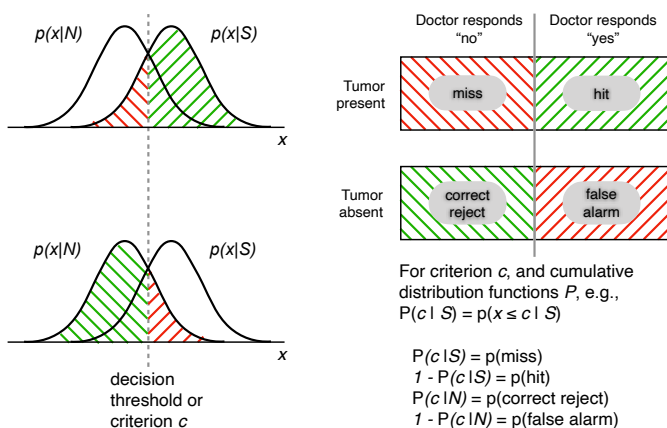 p(x|N)
p(x|S)
x
p(x|N)
p(x|S)
x
decision
threshold or
criterion c
Doctor responds
“no”
Doctor responds
“yes”
Tumor
present
miss
hit
Tumor
absent
correct
reject
false
alarm
For criterion c, and cumulative
distribution functions P, e.g.,
P(c | S) = p(x ≤ c | S)
P(c |S) = p(miss)
1 - P(c |S) = p(hit)
P(c |N) = p(correct reject)
1 - P(c |N) = p(false alarm)